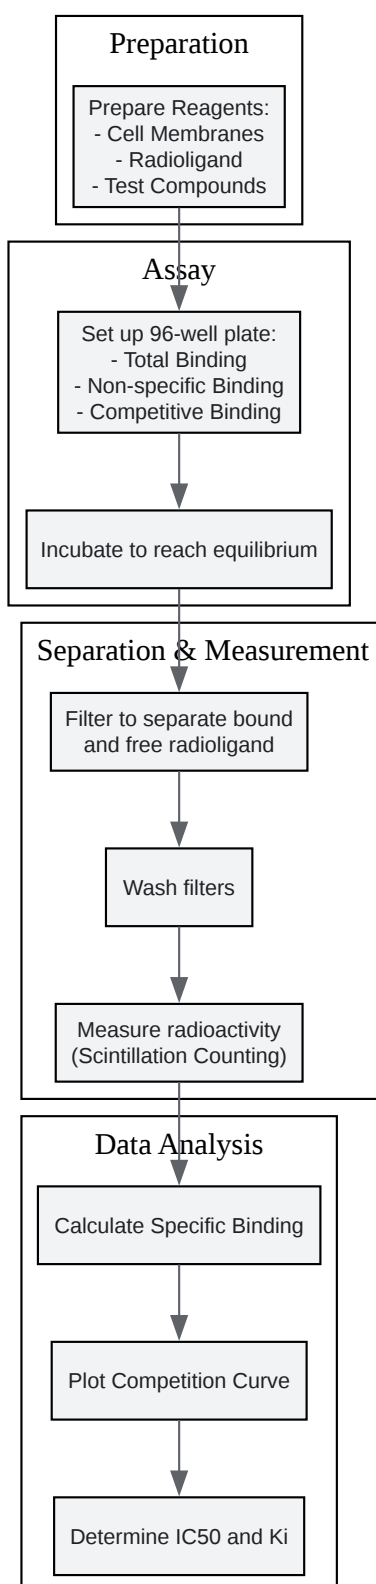 Preparation
Prepare Reagents:
- Cell Membranes
- Radioligand
- Test Compounds
Assay
Set up 96-well plate:
- Total Binding
- Non-specific Binding
- Competitive Binding
Incubate to reach equilibrium
Separation & Measurement
Filter to separate bound
and free radioligand
Wash filters
Measure radioactivity
(Scintillation Counting)
Data Analysis
Calculate Specific Binding
Plot Competition Curve
Determine IC50 and Ki